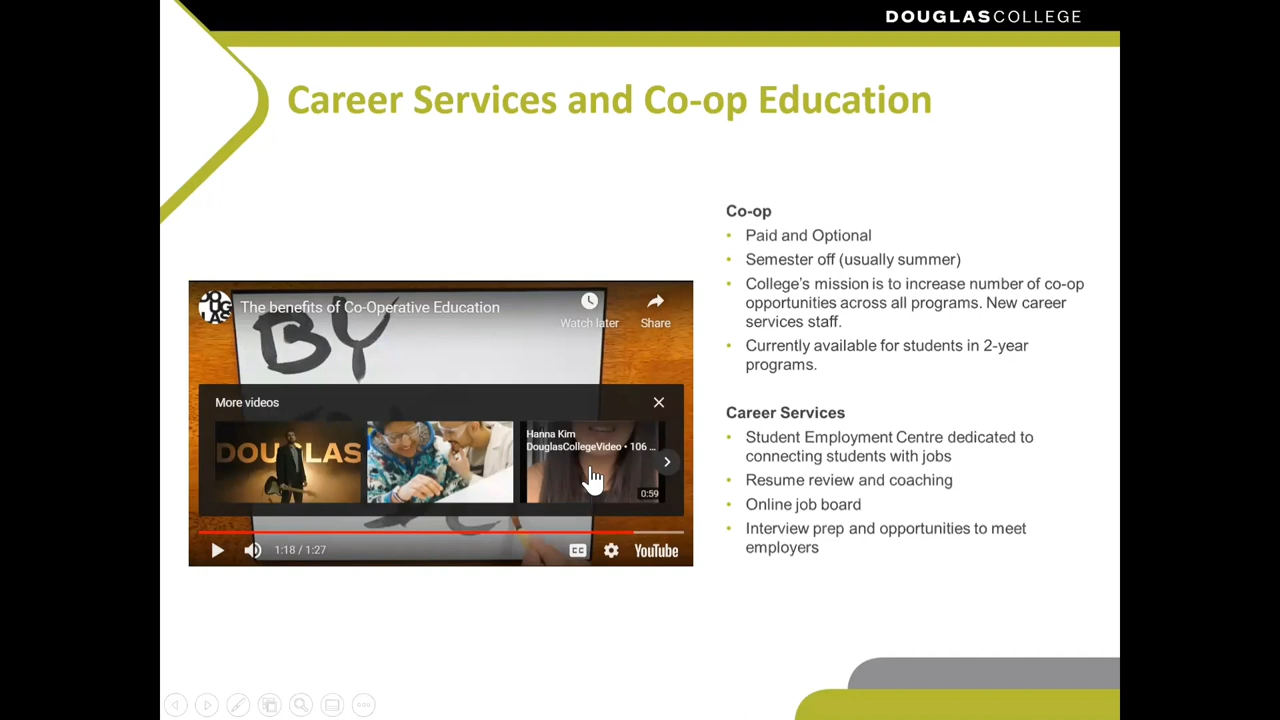 DOUGLASCOLLEGE
Career Services and Co-op Education
The benefits of Co-Operative Education
Watch later
Share
BY
More videos
DOUGLAS
Hanna Kim
DouglasCollegeVideo • 106 ...
0:59
1:18 / 1:27
CC
YouTube
Co-op
• Paid and Optional
• Semester off (usually summer)
• College's mission is to increase number of co-op
opportunities across all programs. New career
services staff.
• Currently available for students in 2-year
programs.
Career Services
• Student Employment Centre dedicated to
connecting students with jobs
• Resume review and coaching
• Online job board
• Interview prep and opportunities to meet
employers